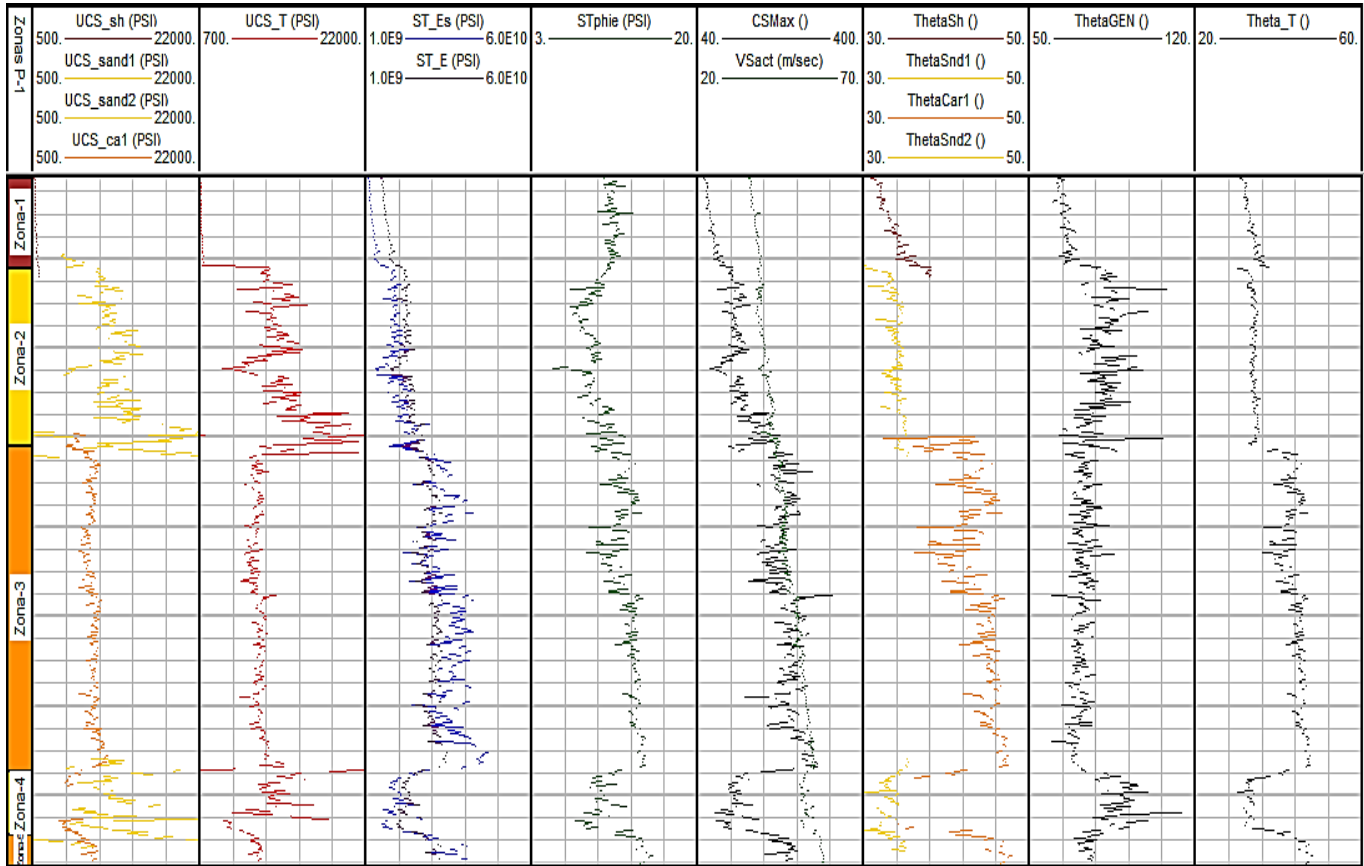 Zonas P-1
UCS_sh (PSI)
500. 22000.
UCS_sand1 (PSI)
500. 22000.
UCS_sand2 (PSI)
500. 22000.
UCS_ca1 (PSI)
500. 22000.
UCS_T (PSI)
700. 22000.
ST_Es (PSI)
1.0E9 6.0E10
ST_E (PSI)
1.0E9 6.0E10
STphie (PSI)
3. 20.
CSMax ()
40. 400.
VSact (m/sec)
20. 70.
ThetaSh ()
30. 50.
ThetaSnd1 ()
30. 50.
ThetaCar1 ()
30. 50.
ThetaSnd2 ()
30. 50.
ThetaGEN ()
50. 120.
Theta_T ()
20. 60.
Zona-1
Zona-2
Zona-3
Zona-4